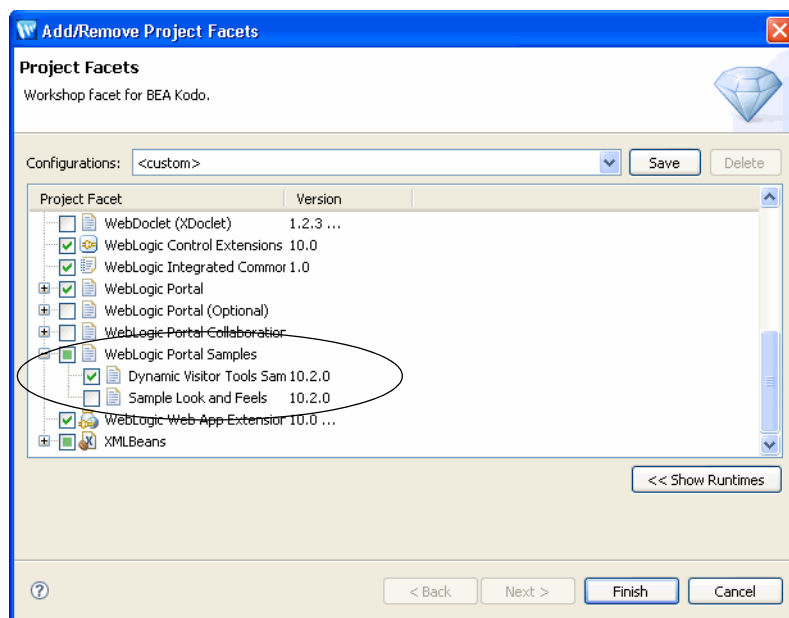 Add/Remove Project Facets
Project Facets
Workshop facet for BEA Kodo.
Configurations: <custom> Save Delete
Project Facet Version
WebDoclet (XDoclet) 1.2.3 ...
WebLogic Control Extensions 10.0
WebLogic Integrated Commor 1.0
WebLogic Portal
WebLogic Portal (Optional)
WebLogic Portal Collaboration
WebLogic Portal Samples
Dynamic Visitor Tools Sam 10.2.0
Sample Look and Feels 10.2.0
WebLogic Web App Extension 10.0 ...
XMLBeans
<< Show Runtimes
< Back Next > Finish Cancel